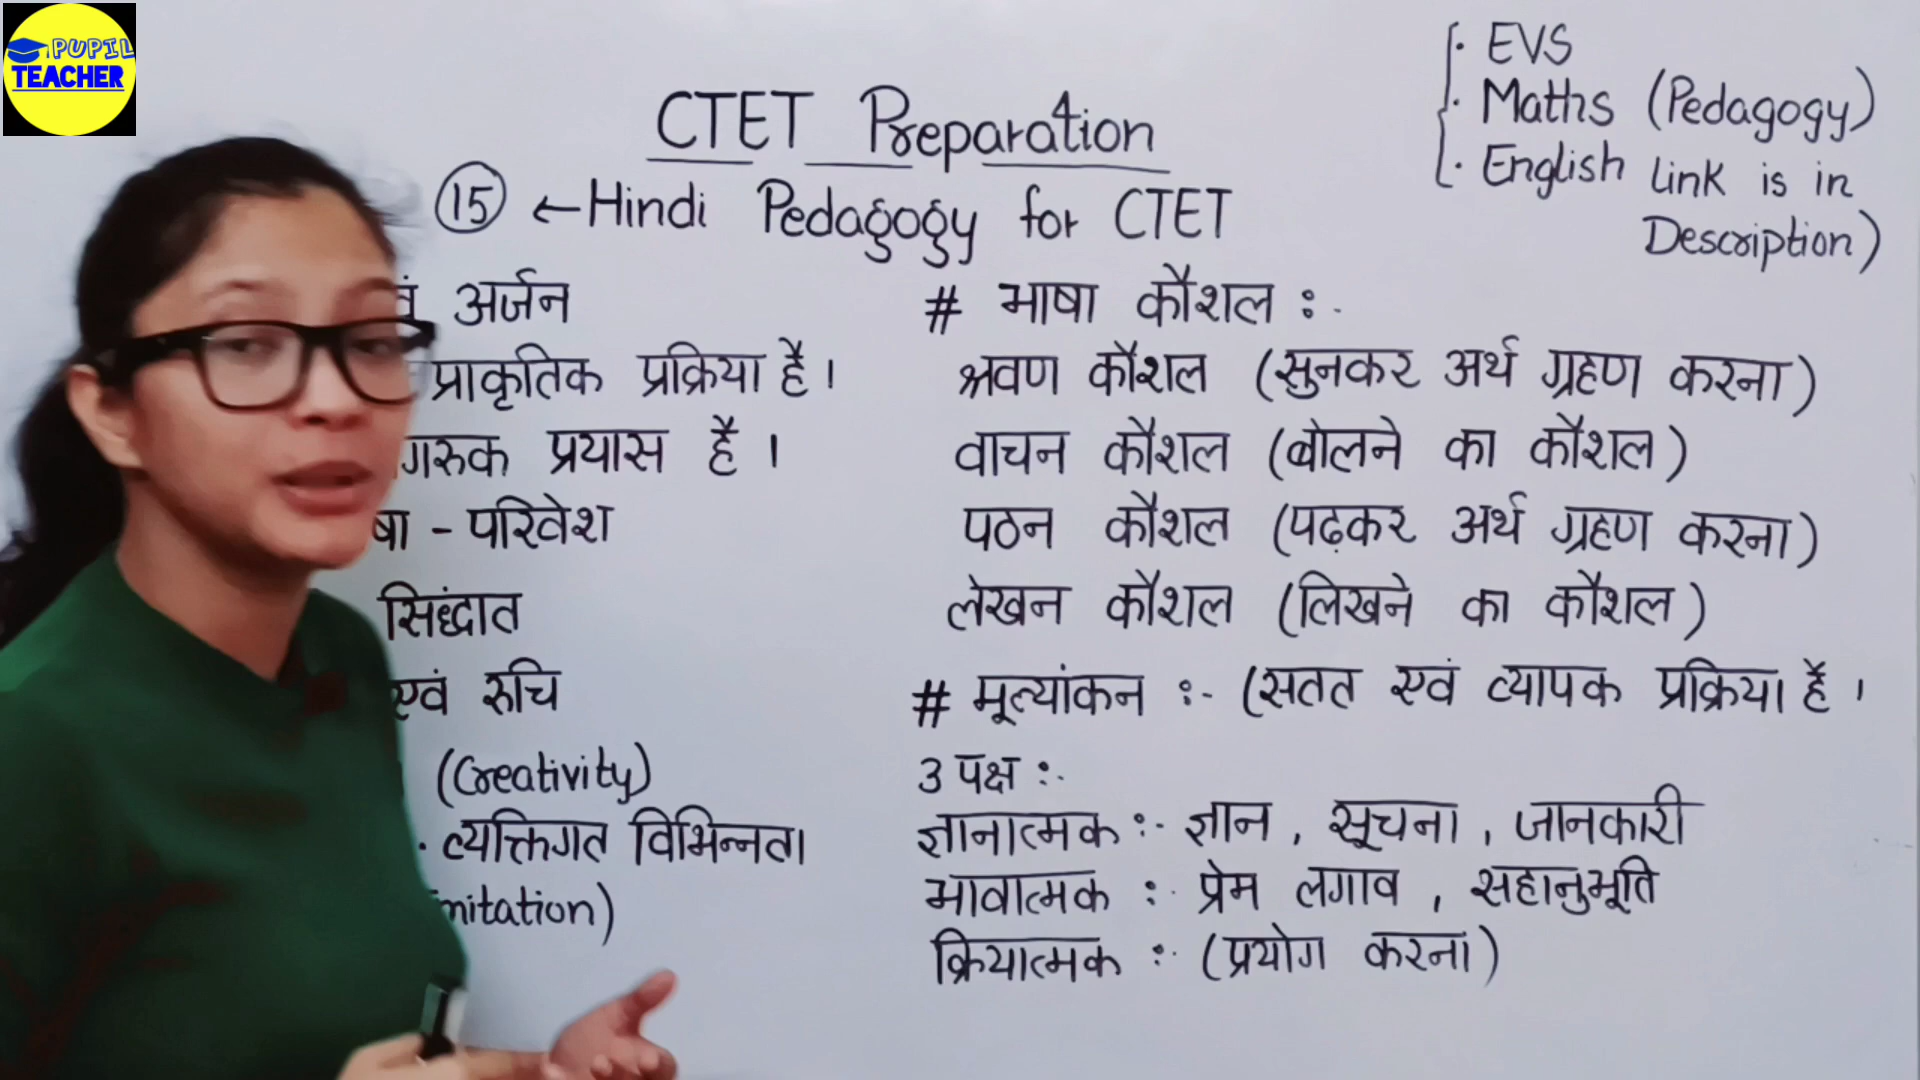 PUPIL
TEACHER
CTET Preparation
15 ← Hindi Pedagogy for CTET
· EVS
· Maths (Pedagogy)
· English link is in
Description)
अर्जन
प्राकृतिक प्रक्रिया है ।
प्रयास है ।
- परिवेश
सिद्धांत
एवं रुचि
(Creativity)
· व्यक्तिगत विभिन्नता
# भाषा कौशल :-
श्रवण कौशल (सुनकर अर्थ ग्रहण करना)
वाचन कौशल (बोलने का कौशल)
पठन कौशल (पढ़कर अर्थ ग्रहण करना)
लेखन कौशल (लिखने का कौशल)
# मूल्यांकन :- (सतत एवं व्यापक प्रक्रिया है ।
3 पक्ष :-
ज्ञानात्मक :- ज्ञान , सूचना , जानकारी
भावात्मक :- प्रेम लगाव , सहानुभूति
क्रियात्मक :- (प्रयोग करना)